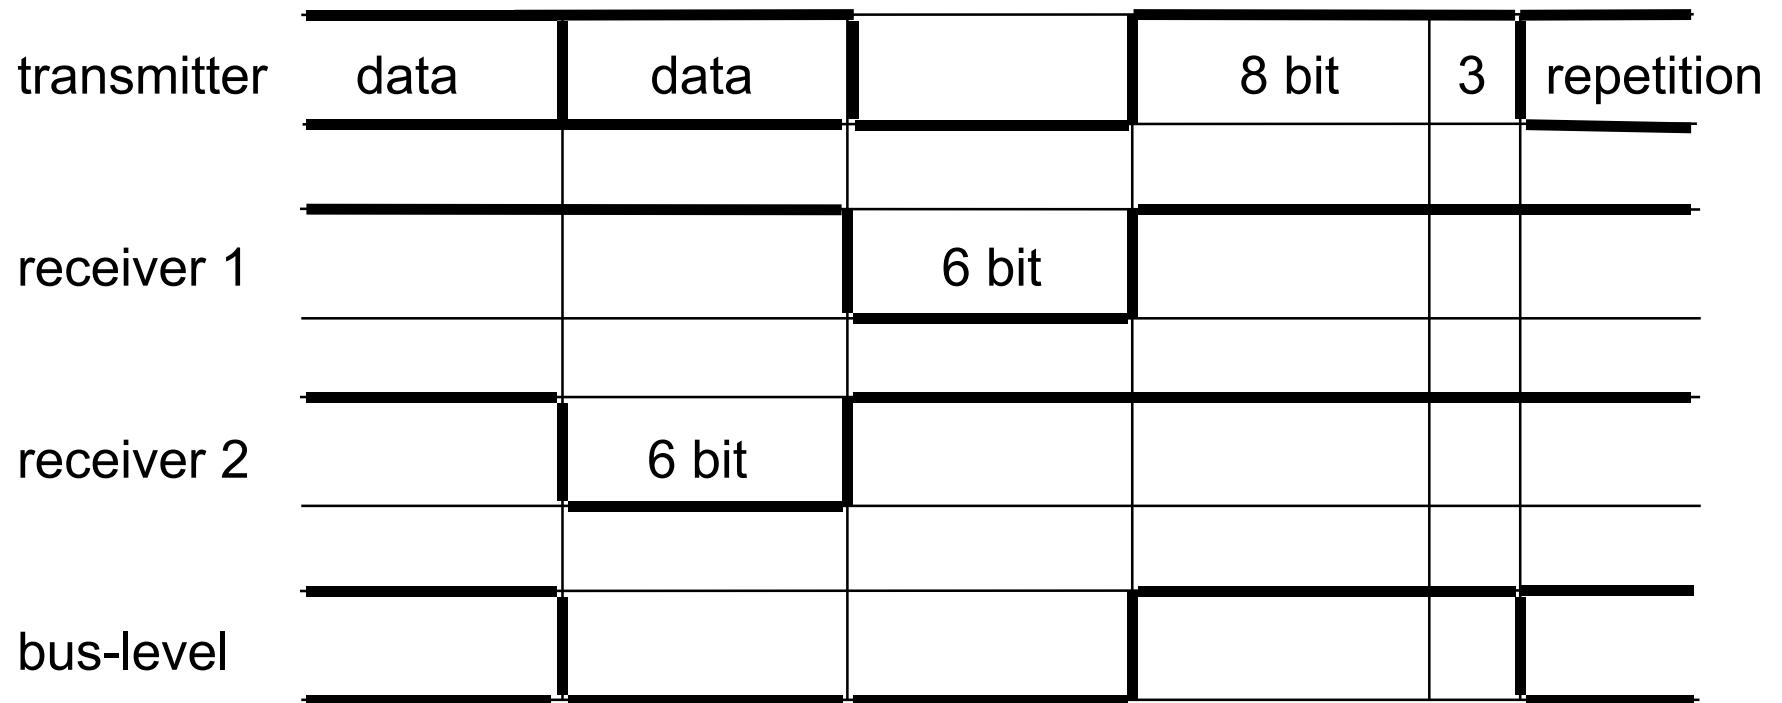 transmitter data data 8 bit 3 repetition
receiver 1 6 bit
receiver 2 6 bit
bus-level